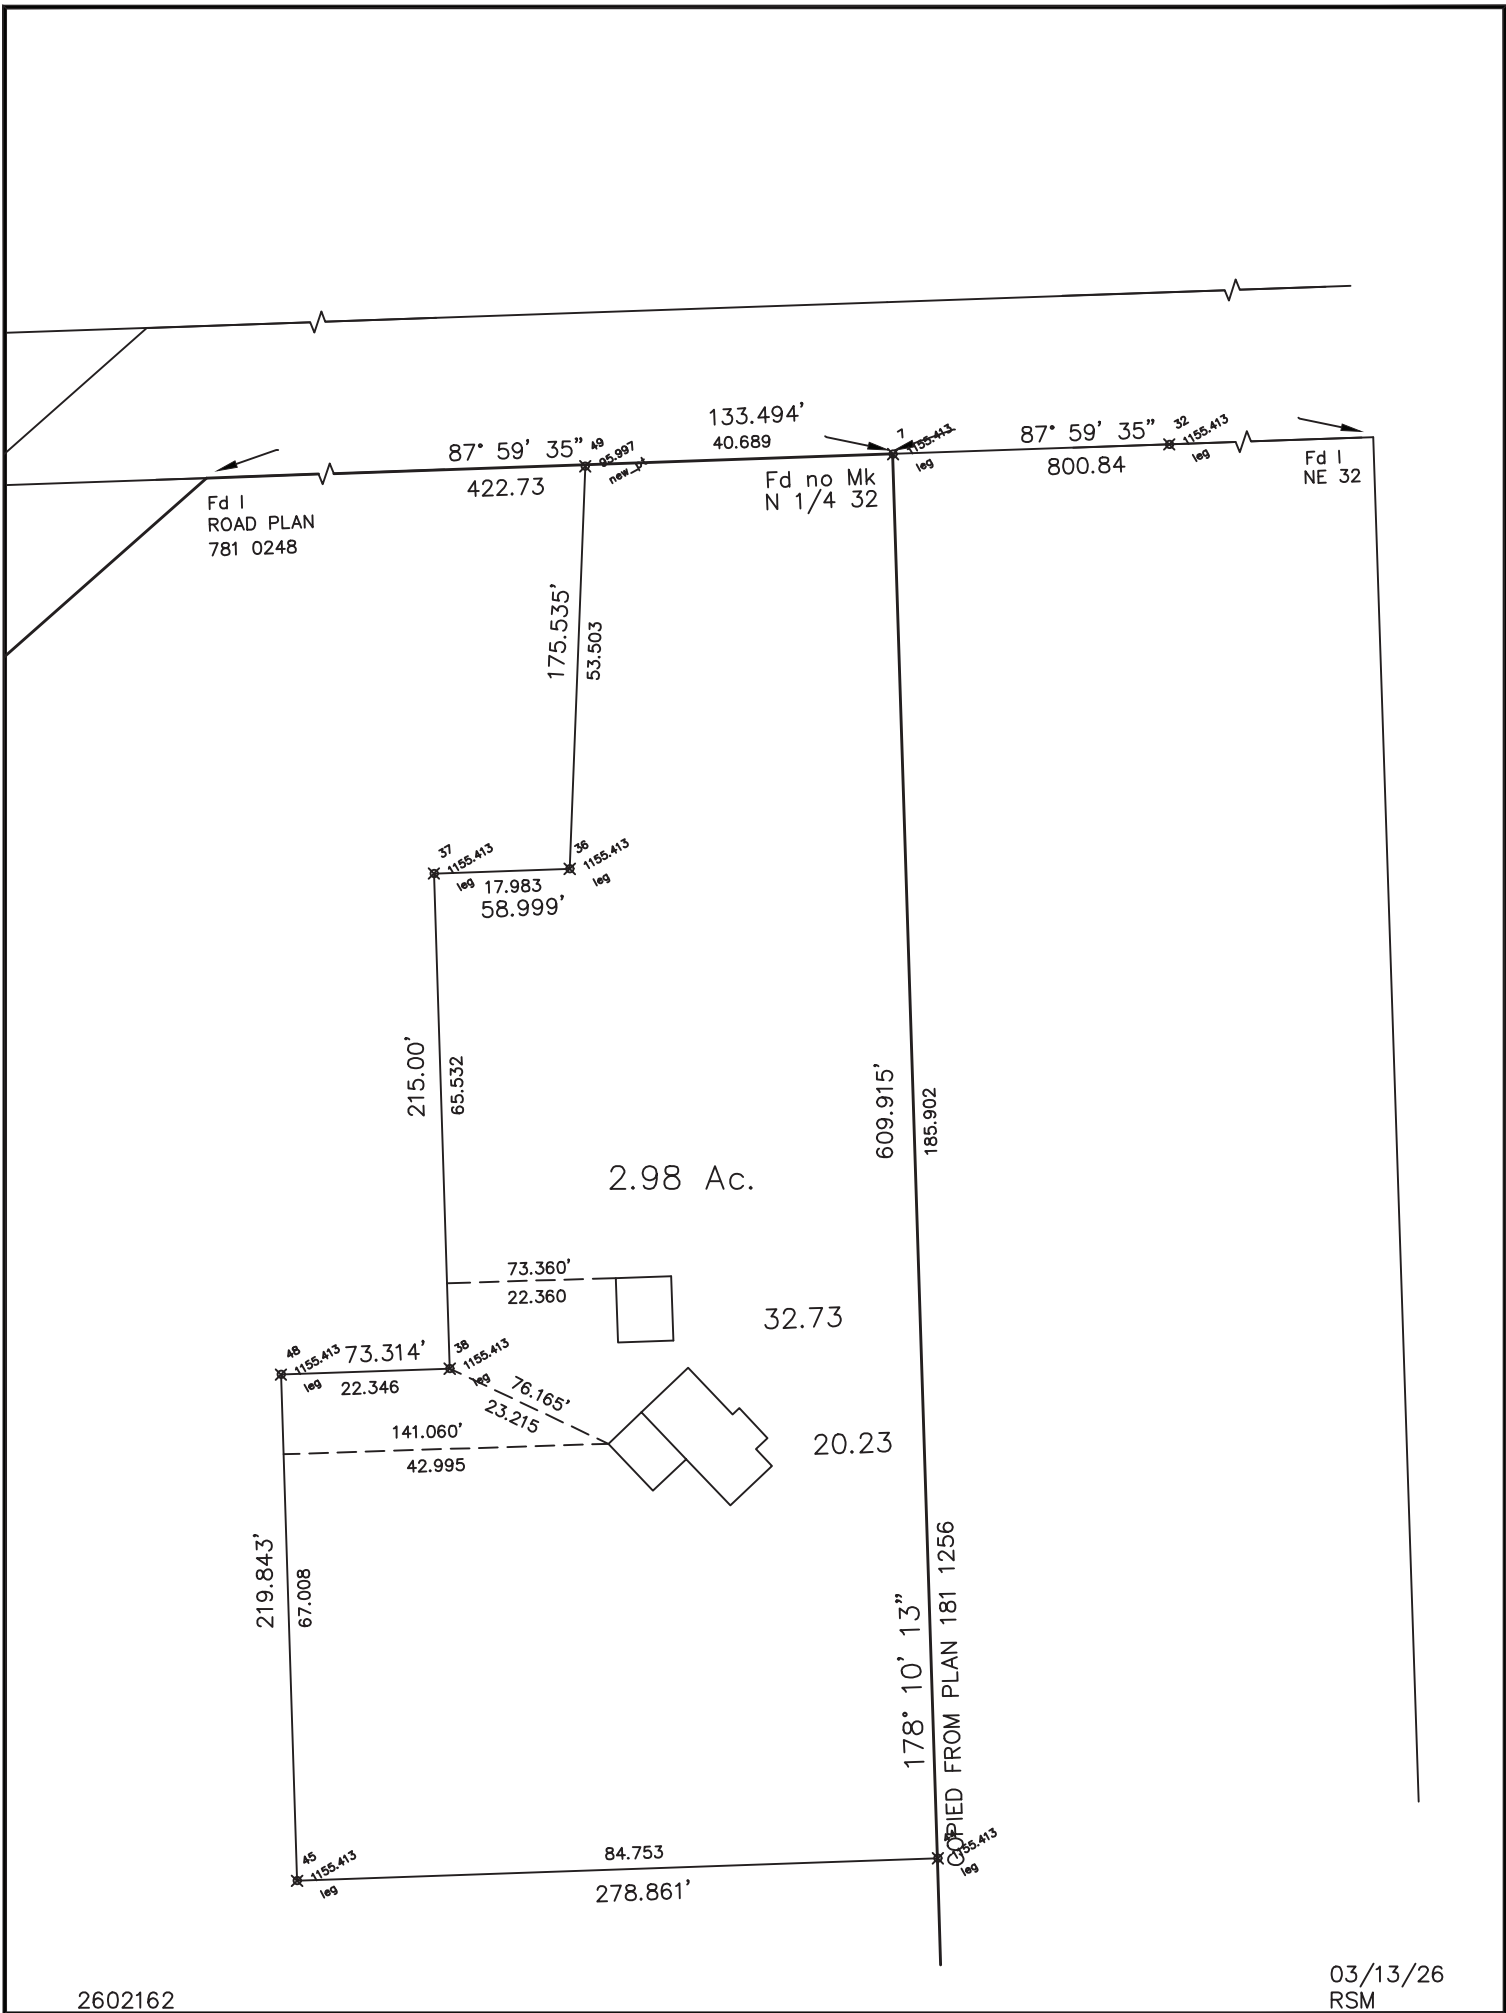 133.494’
40.689
87° 59’ 35”
422.73
49
95.997
new_pt
7
1155.413
leg
87° 59’ 35”
800.84
32
1155.413
leg
Fd I
NE 32
Fd no Mk
N 1/4 32
Fd I
ROAD PLAN
781 0248
175.535’
53.503
37
1155.413
leg
36
1155.413
leg
17.983
58.999’
215.00’
65.532
609.915’
185.902
2.98 Ac.
73.360’
22.360
32.73
48
1155.413
leg
73.314’
22.346
38
1155.413
leg
76.165’
23.215
141.060’
42.995
20.23
219.843’
67.008
178° 10’ 13”
COPIED FROM PLAN 181 1256
45
1155.413
leg
84.753
278.861’
1155.413
leg
2602162
03/13/26
RSM